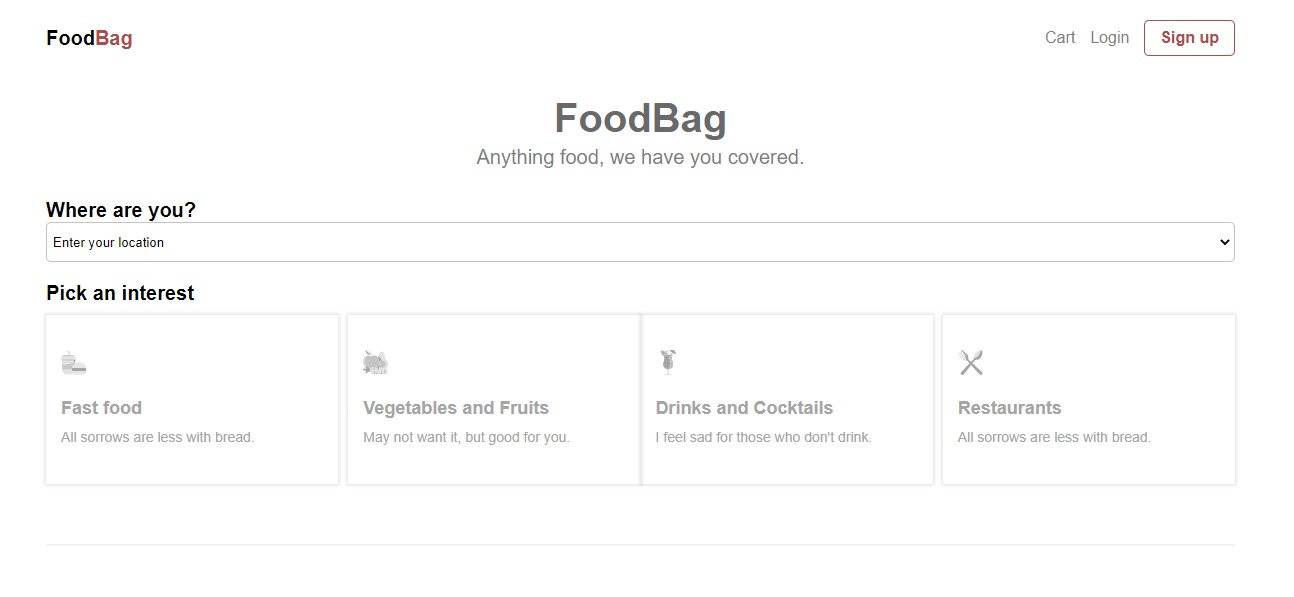 FoodBag
Cart Login Sign up
FoodBag
Anything food, we have you covered.
Where are you?
Enter your location
Pick an interest
Fast food
All sorrows are less with bread.
Vegetables and Fruits
May not want it, but good for you.
Drinks and Cocktails
I feel sad for those who don't drink.
Restaurants
All sorrows are less with bread.